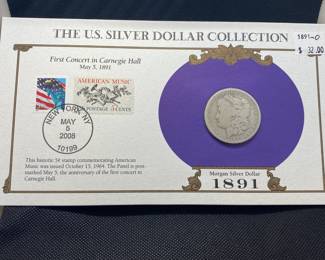 THE U.S. SILVER DOLLAR COLLECTION
1891-O
$ 32.00
First Concert in Carnegie Hall
May 5, 1891
AMERICAN MUSIC
U.S. POSTAGE 5 CENTS
NEW YORK, NY
MAY
5
2008
10199
This historic 5¢ stamp commemorating American
Music was issued on October 15, 1964. The Panel is post-
marked May 5, the anniversary of the first concert in
Carnegie Hall.
Morgan Silver Dollar
1891